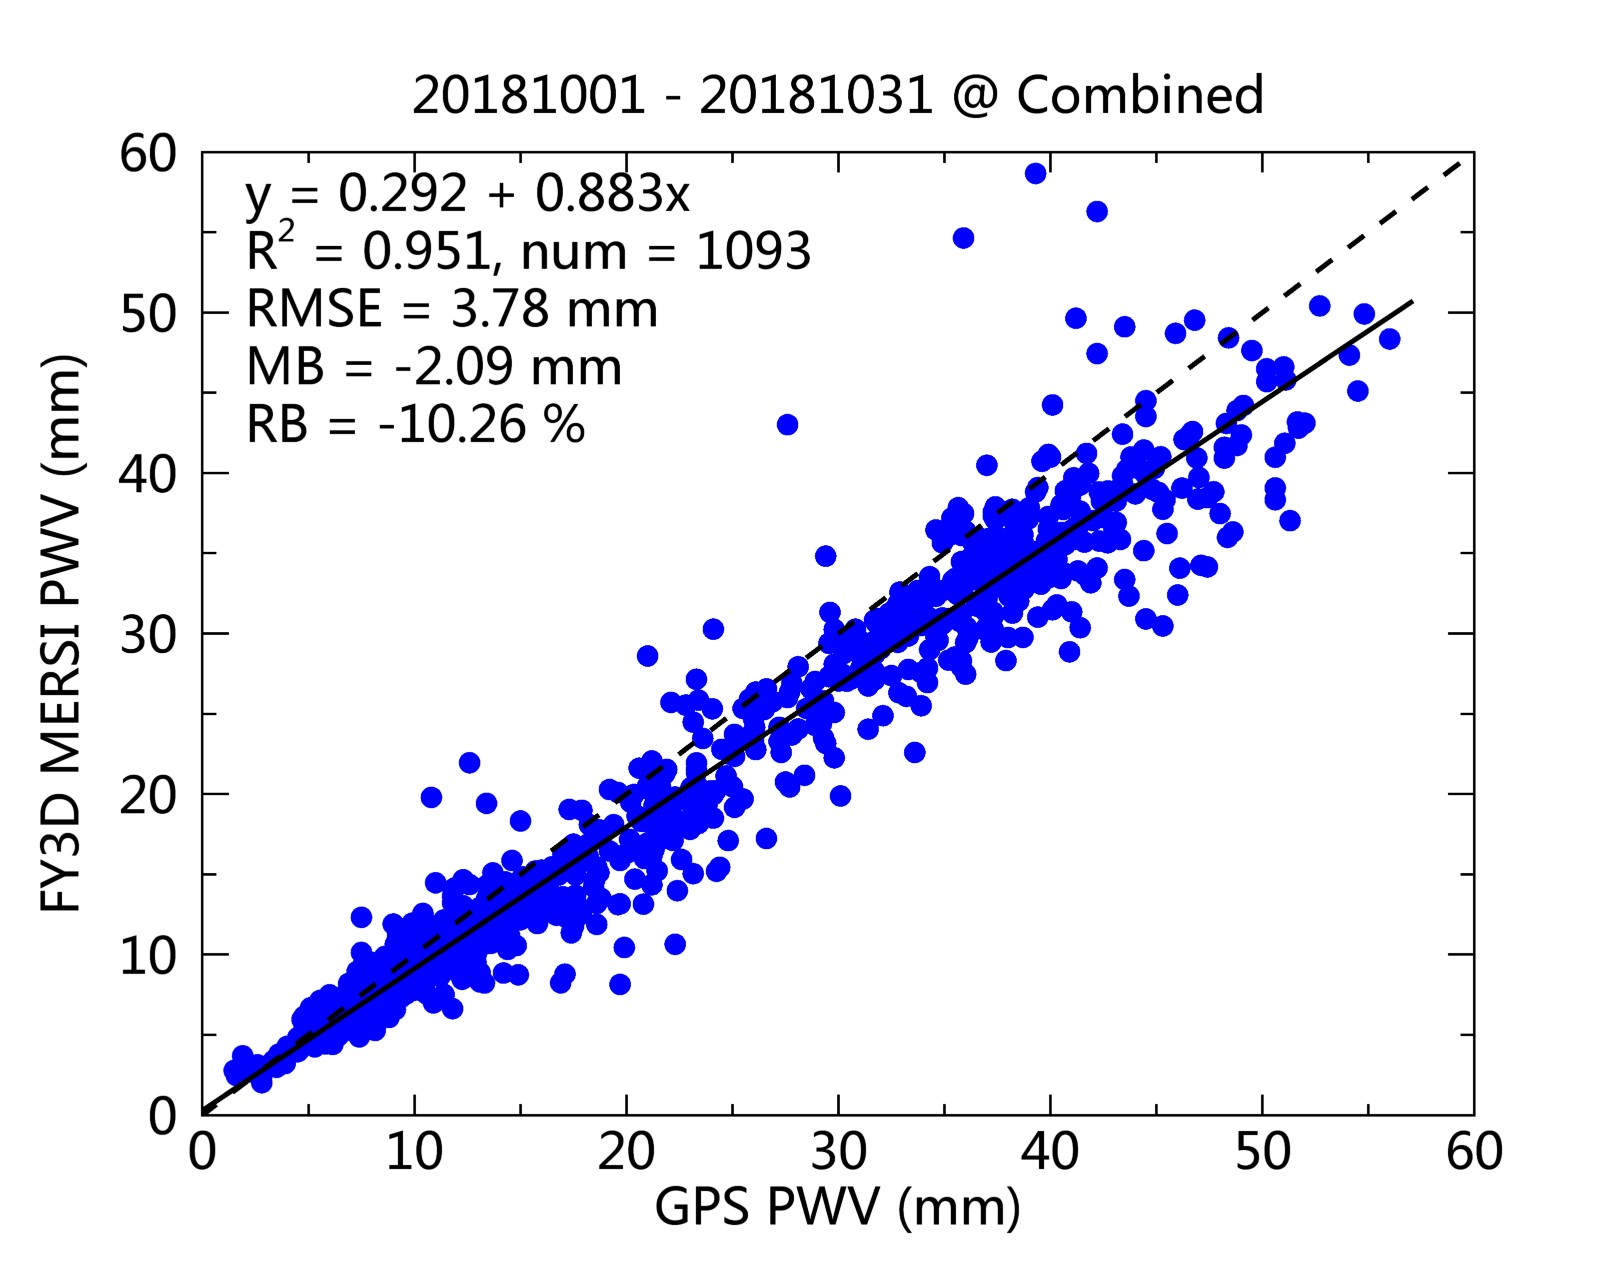 20181001 - 20181031 @ Combined
y = 0.292 + 0.883x
R² = 0.951, num = 1093
RMSE = 3.78 mm
MB = -2.09 mm
RB = -10.26 %
60
50
40
30
20
10
0
FY3D MERSI PWV (mm)
0 10 20 30 40 50 60
GPS PWV (mm)